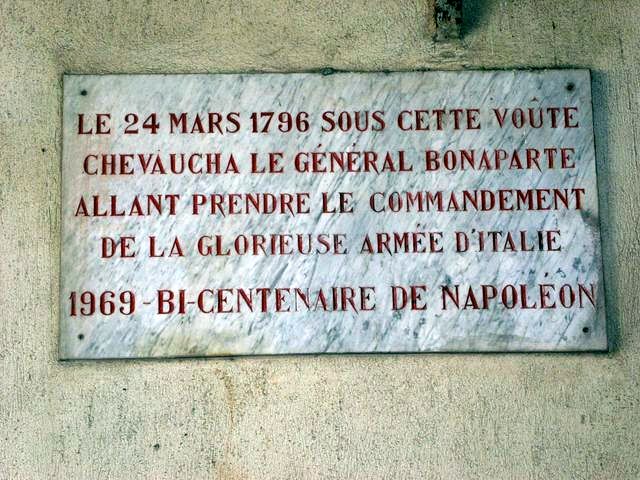 LE 24 MARS 1796 SOUS CETTE VOÛTE
CHEVAUCHA LE GÉNÉRAL BONAPARTE
ALLANT PRENDRE LE COMMANDEMENT
DE LA GLORIEUSE ARMÉE D'ITALIE
1969-BI-CENTENAIRE DE NAPOLÉON